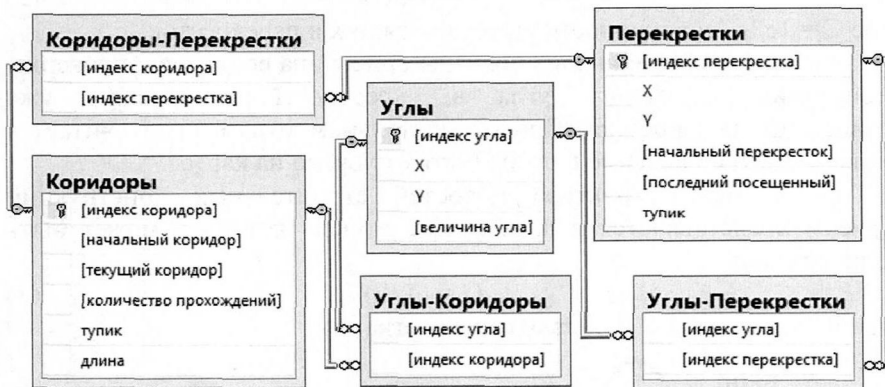 Коридоры-Перекрестки
[индекс коридора]
[индекс перекрестка]
Коридоры
[индекс коридора]
[начальный коридор]
[текущий коридор]
[количество прохождений]
тупик
длина
Углы
[индекс угла]
X
Y
[величина угла]
Углы-Коридоры
[индекс угла]
[индекс коридора]
Перекрестки
[индекс перекрестка]
X
Y
[начальный перекресток]
[последний посещенный]
тупик
Углы-Перекрестки
[индекс угла]
[индекс перекрестка]